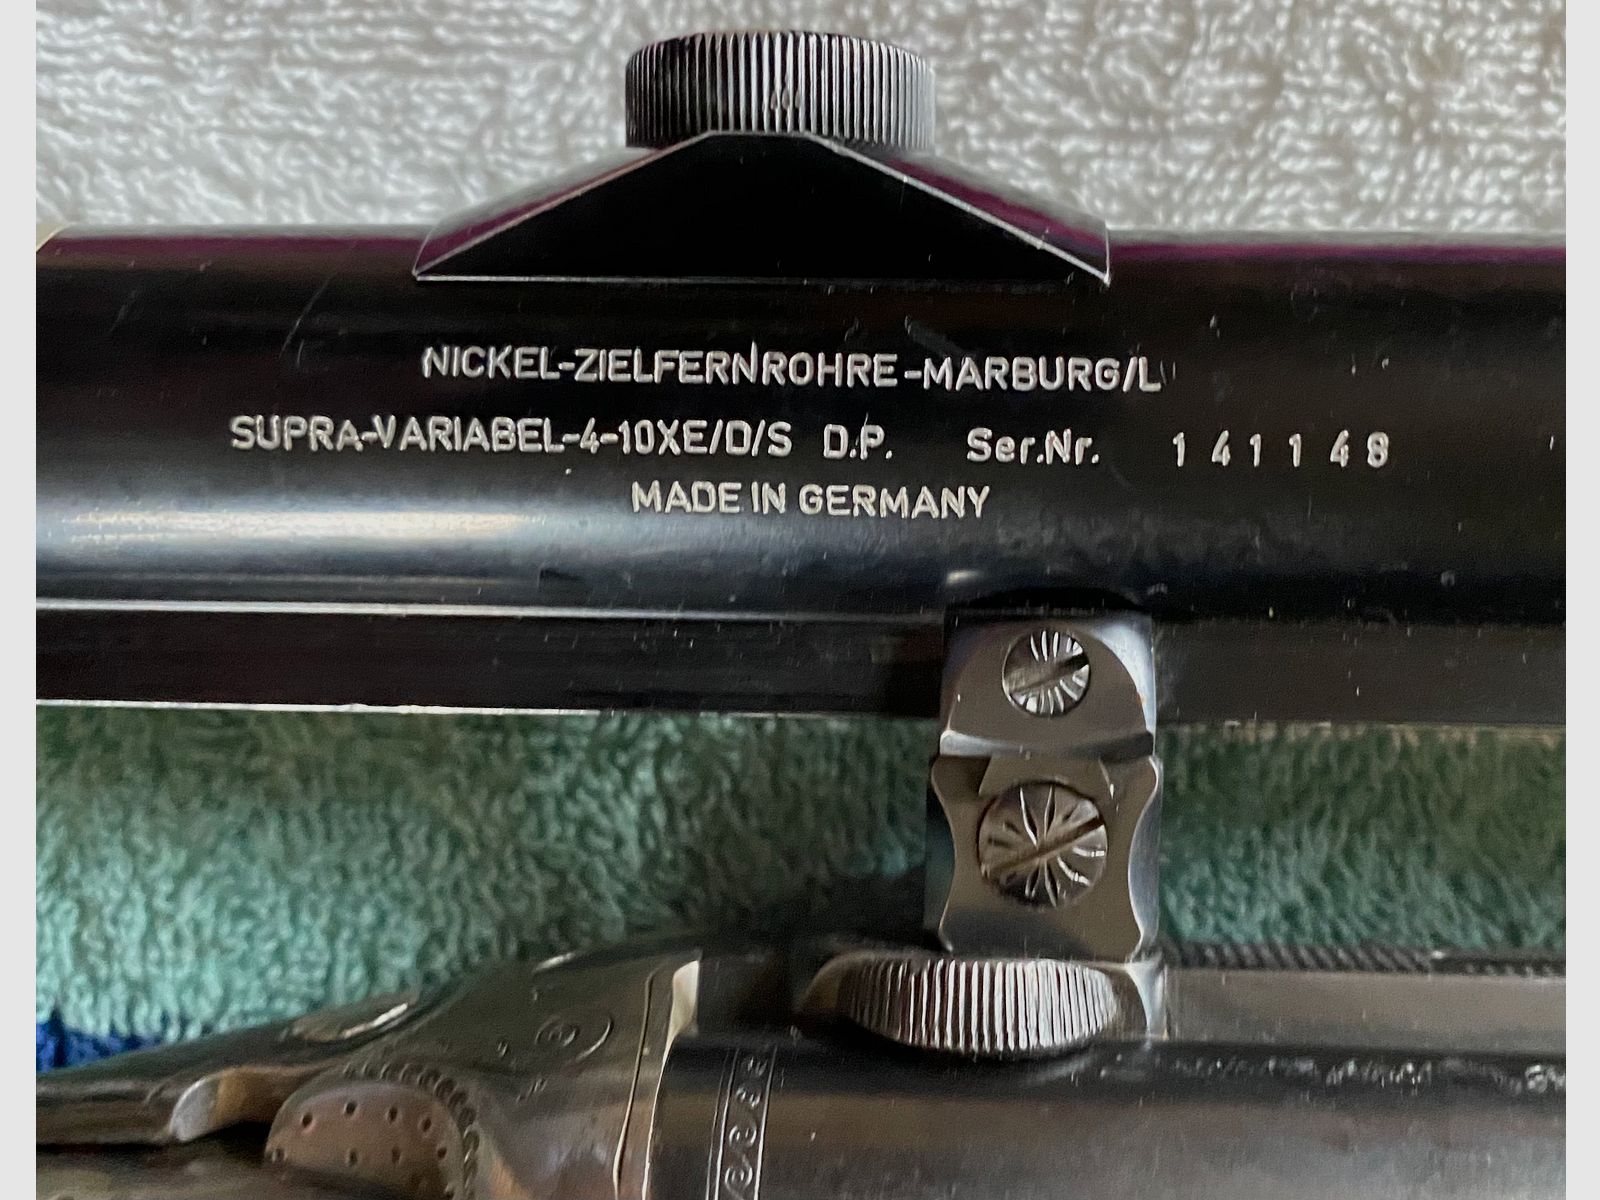 NICKEL-ZIELFERNROHRE-MARBURG/L
SUPRA-VARIABEL-4-10XE/D/S D.P. Ser.Nr. 141148
MADE IN GERMANY